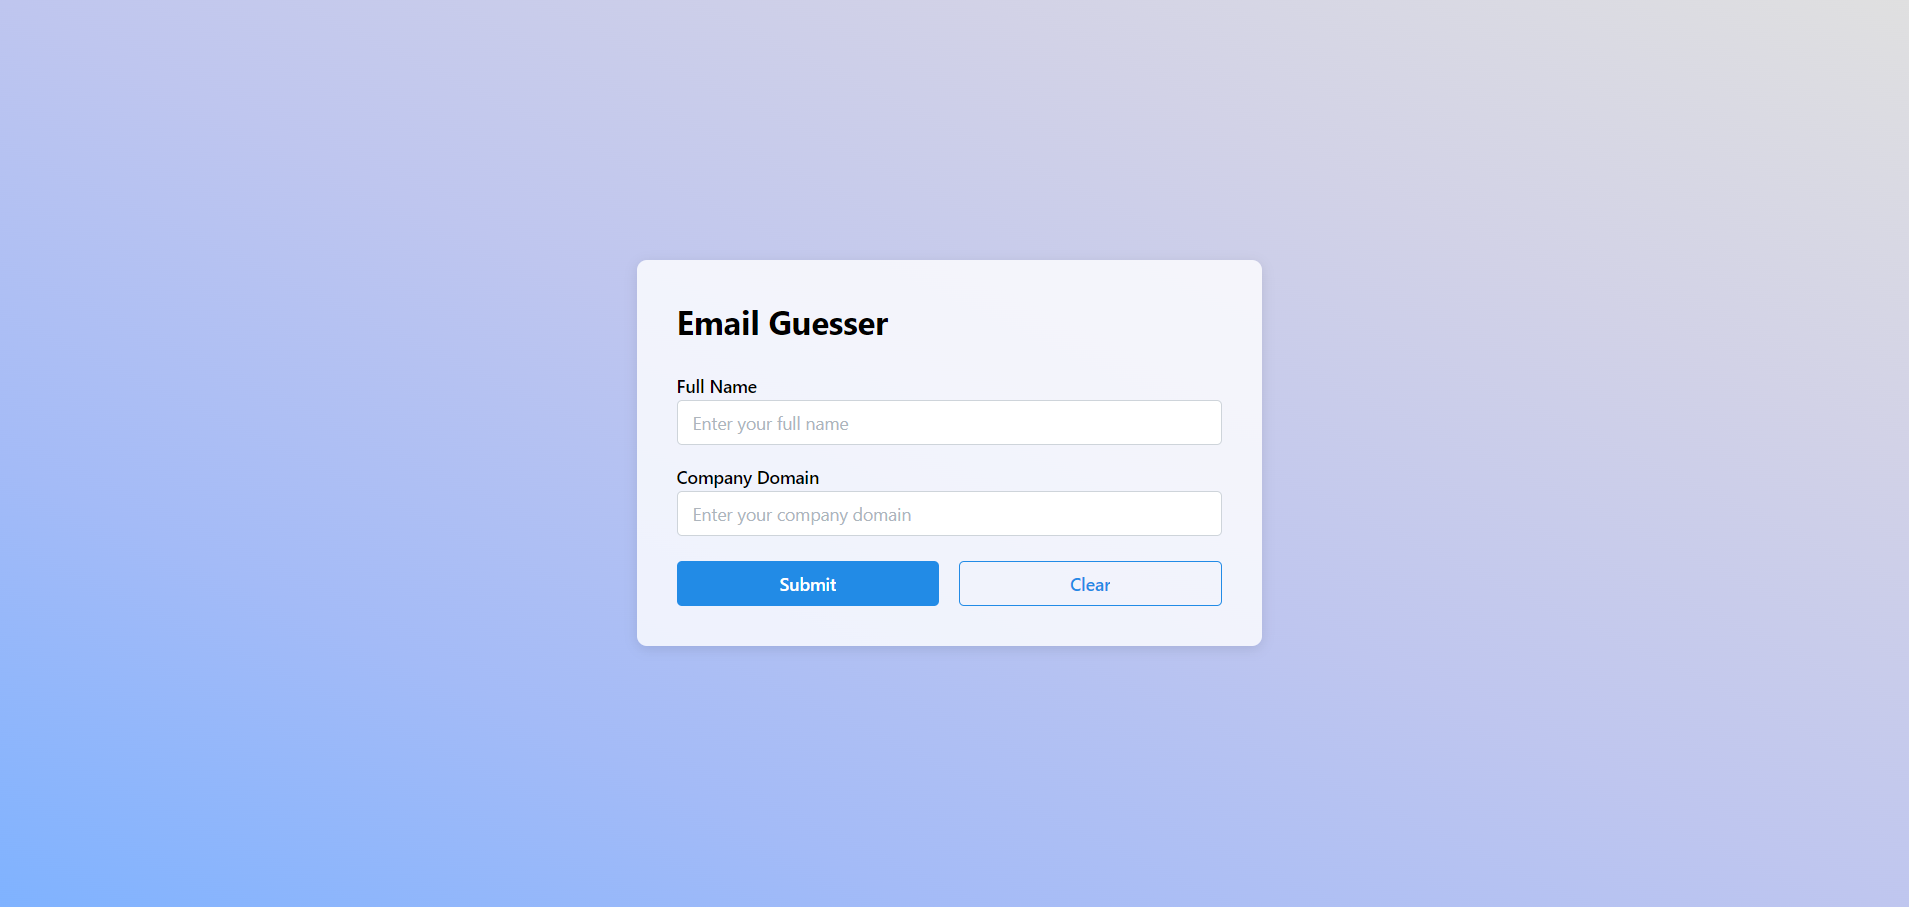 Email Guesser
Full Name
Enter your full name
Company Domain
Enter your company domain
Submit
Clear